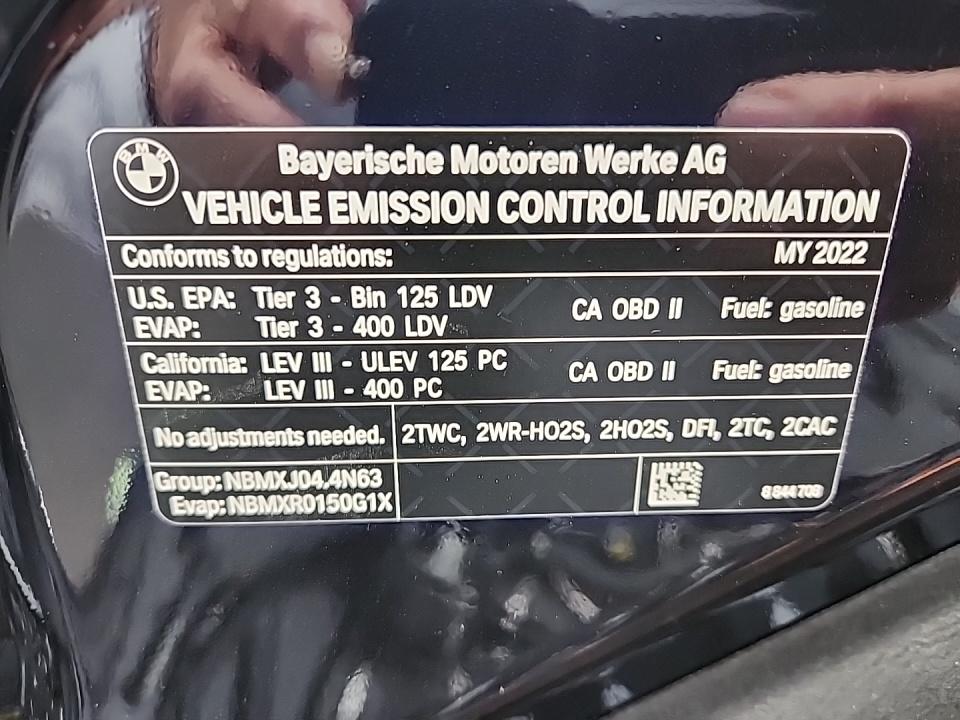 BMW
Bayerische Motoren Werke AG
VEHICLE EMISSION CONTROL INFORMATION
Conforms to regulations: MY 2022
U.S. EPA: Tier 3 - Bin 125 LDV CA OBD II Fuel: gasoline
EVAP: Tier 3 - 400 LDV
California: LEV III - ULEV 125 PC CA OBD II Fuel: gasoline
EVAP: LEV III - 400 PC
No adjustments needed. 2TWC, 2WR-HO2S, 2HO2S, DFI, 2TC, 2CAC
Group: NBMXJ04.4N63
Evap: NBMXR0150G1X
8 844 709